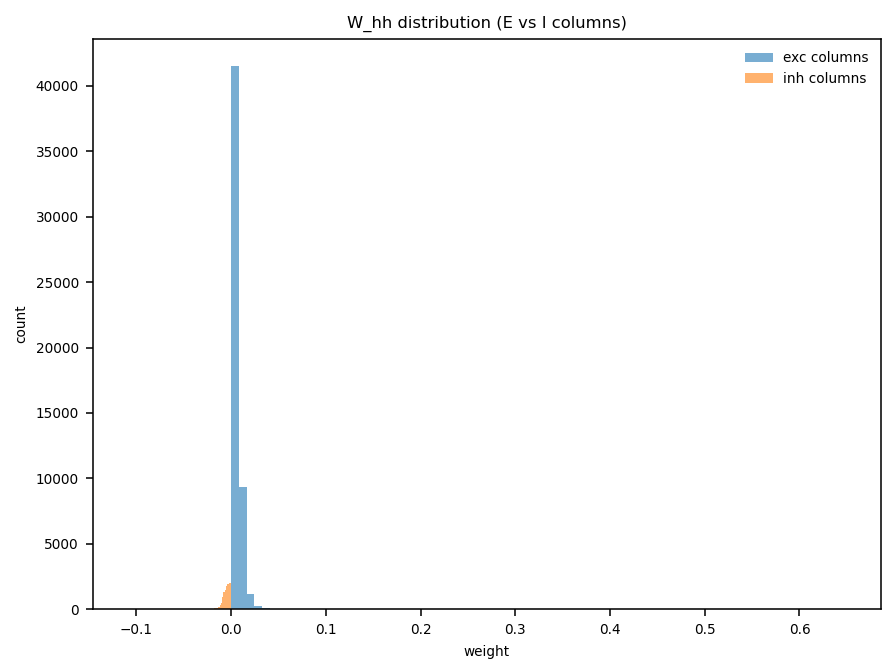 W_hh distribution (E vs I columns)
exc columns
inh columns
count
40000
35000
30000
25000
20000
15000
10000
5000
0
−0.1 0.0 0.1 0.2 0.3 0.4 0.5 0.6
weight